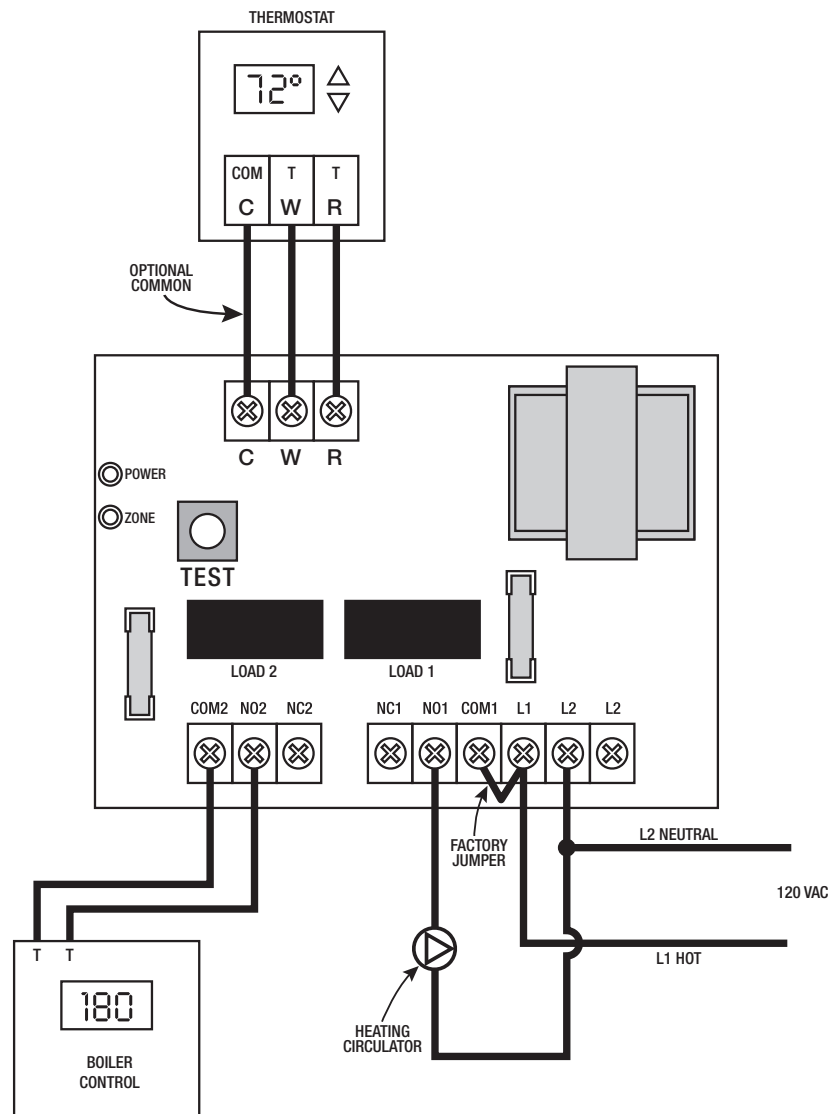 THERMOSTAT
72°
COM T T
C W R
OPTIONAL
COMMON
C W R
POWER
ZONE
TEST
LOAD 2 LOAD 1
COM2 NO2 NC2 NC1 NO1 COM1 L1 L2 L2
FACTORY
JUMPER
L2 NEUTRAL
120 VAC
L1 HOT
T T
180
HEATING
CIRCULATOR
BOILER
CONTROL